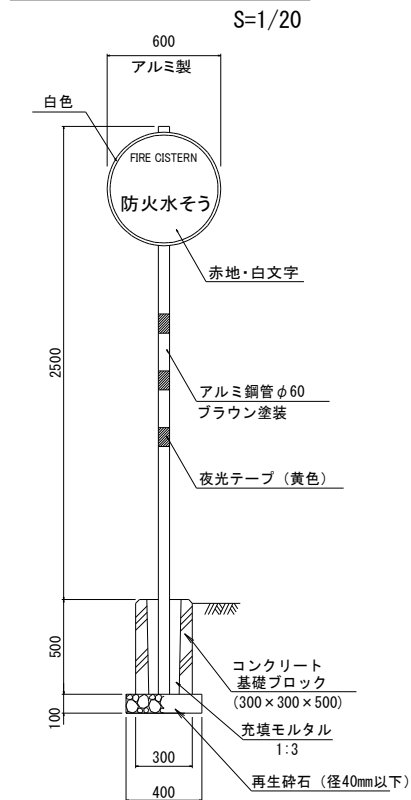 S=1/20
600
アルミ製
白色
FIRE CISTERN
防火水そう
赤地・白文字
2500
アルミ鋼管φ60
ブラウン塗装
夜光テープ（黄色）
500
コンクリート
基礎ブロック
(300×300×500)
100
充填モルタル
1:3
300
再生砕石（径40mm以下）
400